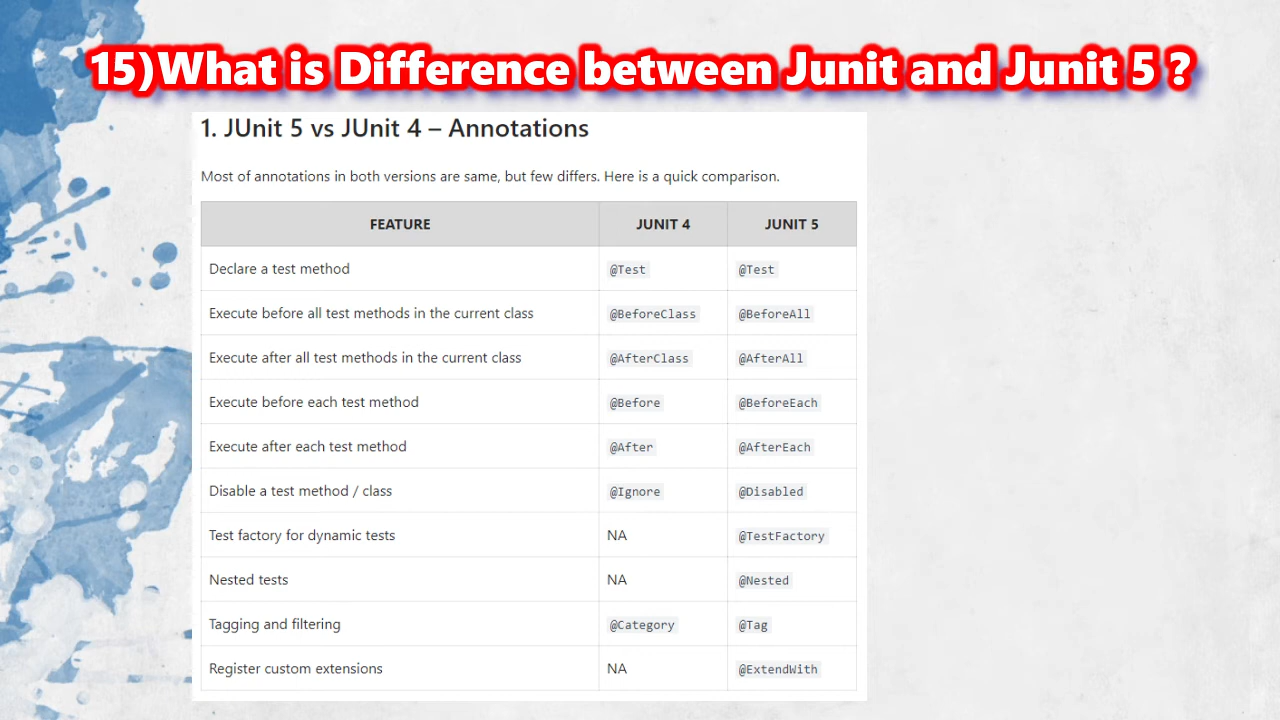 15)What is Difference between Junit and Junit 5 ?
1. JUnit 5 vs JUnit 4 – Annotations
Most of annotations in both versions are same, but few differs. Here is a quick comparison.
FEATURE JUNIT 4 JUNIT 5
Declare a test method @Test @Test
Execute before all test methods in the current class @BeforeClass @BeforeAll
Execute after all test methods in the current class @AfterClass @AfterAll
Execute before each test method @Before @BeforeEach
Execute after each test method @After @AfterEach
Disable a test method / class @Ignore @Disabled
Test factory for dynamic tests NA @TestFactory
Nested tests NA @Nested
Tagging and filtering @Category @Tag
Register custom extensions NA @ExtendWith